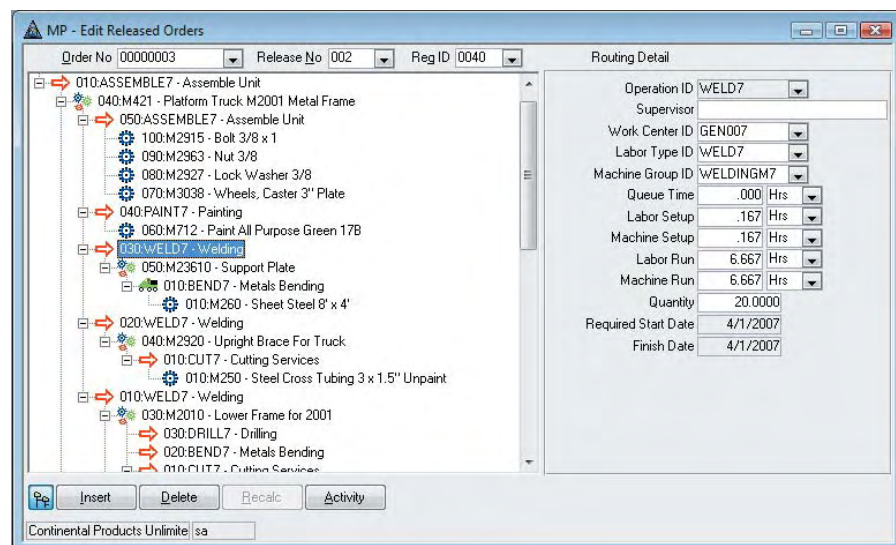 MP - Edit Released Orders
Order No 00000003 Release No 002 Reg ID 0040 Routing Detail
010:ASSEMBLE7 - Assemble Unit
040:M421 - Platform Truck M2001 Metal Frame
050:ASSEMBLE7 - Assemble Unit
100:M2915 - Bolt 3/8 x 1
090:M2963 - Nut 3/8
080:M2927 - Lock Washer 3/8
070:M3038 - Wheels, Caster 3" Plate
040:PAINT7 - Painting
060:M712 - Paint All Purpose Green 17B
030:WELD7 - Welding
050:M23610 - Support Plate
010:BEND7 - Metals Bending
010:M260 - Sheet Steel 8' x 4'
020:WELD7 - Welding
040:M2920 - Upright Brace For Truck
010:CUT7 - Cutting Services
010:M250 - Steel Cross Tubing 3 x 1.5" Unpaint
010:WELD7 - Welding
030:M2010 - Lower Frame for 2001
030:DRILL7 - Drilling
020:BEND7 - Metals Bending
010:CUT7 - Cutting Services
Operation ID WELD7
Supervisor
Work Center ID GEN007
Labor Type ID WELD7
Machine Group ID WELDINGM7
Queue Time .000 Hrs
Labor Setup .167 Hrs
Machine Setup .167 Hrs
Labor Run 6.667 Hrs
Machine Run 6.667 Hrs
Quantity 20.0000
Required Start Date 4/1/2007
Finish Date 4/1/2007
Insert Delete Recalc Activity
Continental Products Unlimite sa